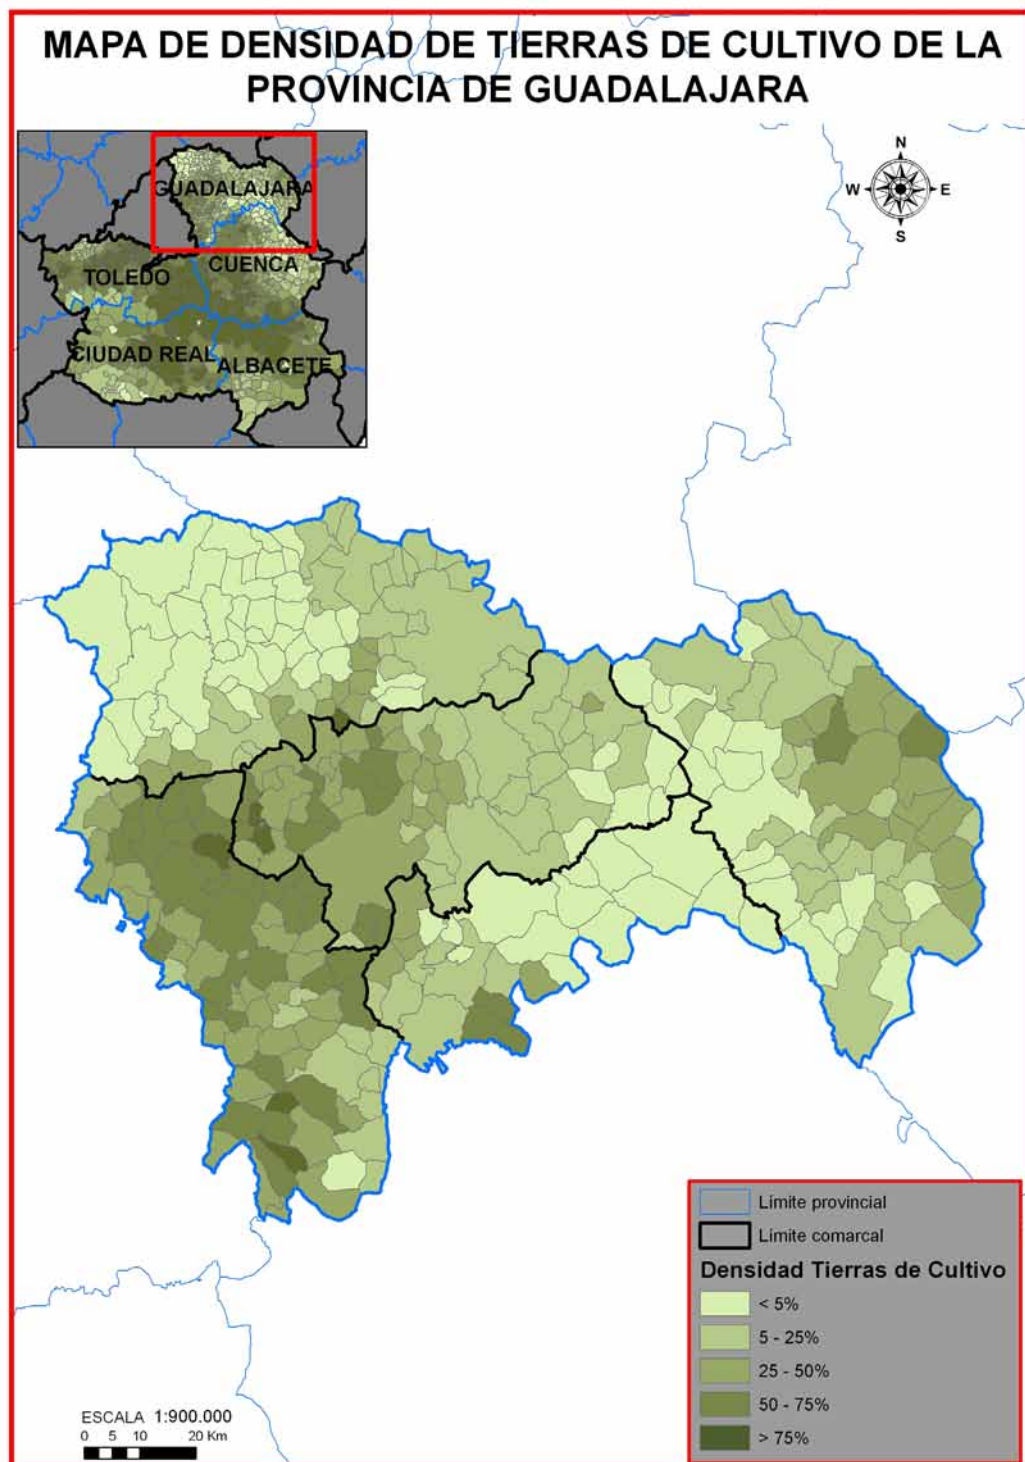 MAPA DE DENSIDAD DE TIERRAS DE CULTIVO DE LA
PROVINCIA DE GUADALAJARA
GUADALAJARA
CUENCA
TOLEDO
CIUDAD REAL
ALBACETE
N
W
E
S
Límite provincial
Límite comarcal
Densidad Tierras de Cultivo
< 5%
5 - 25%
25 - 50%
50 - 75%
> 75%
ESCALA 1:900.000
0 5 10 20 Km